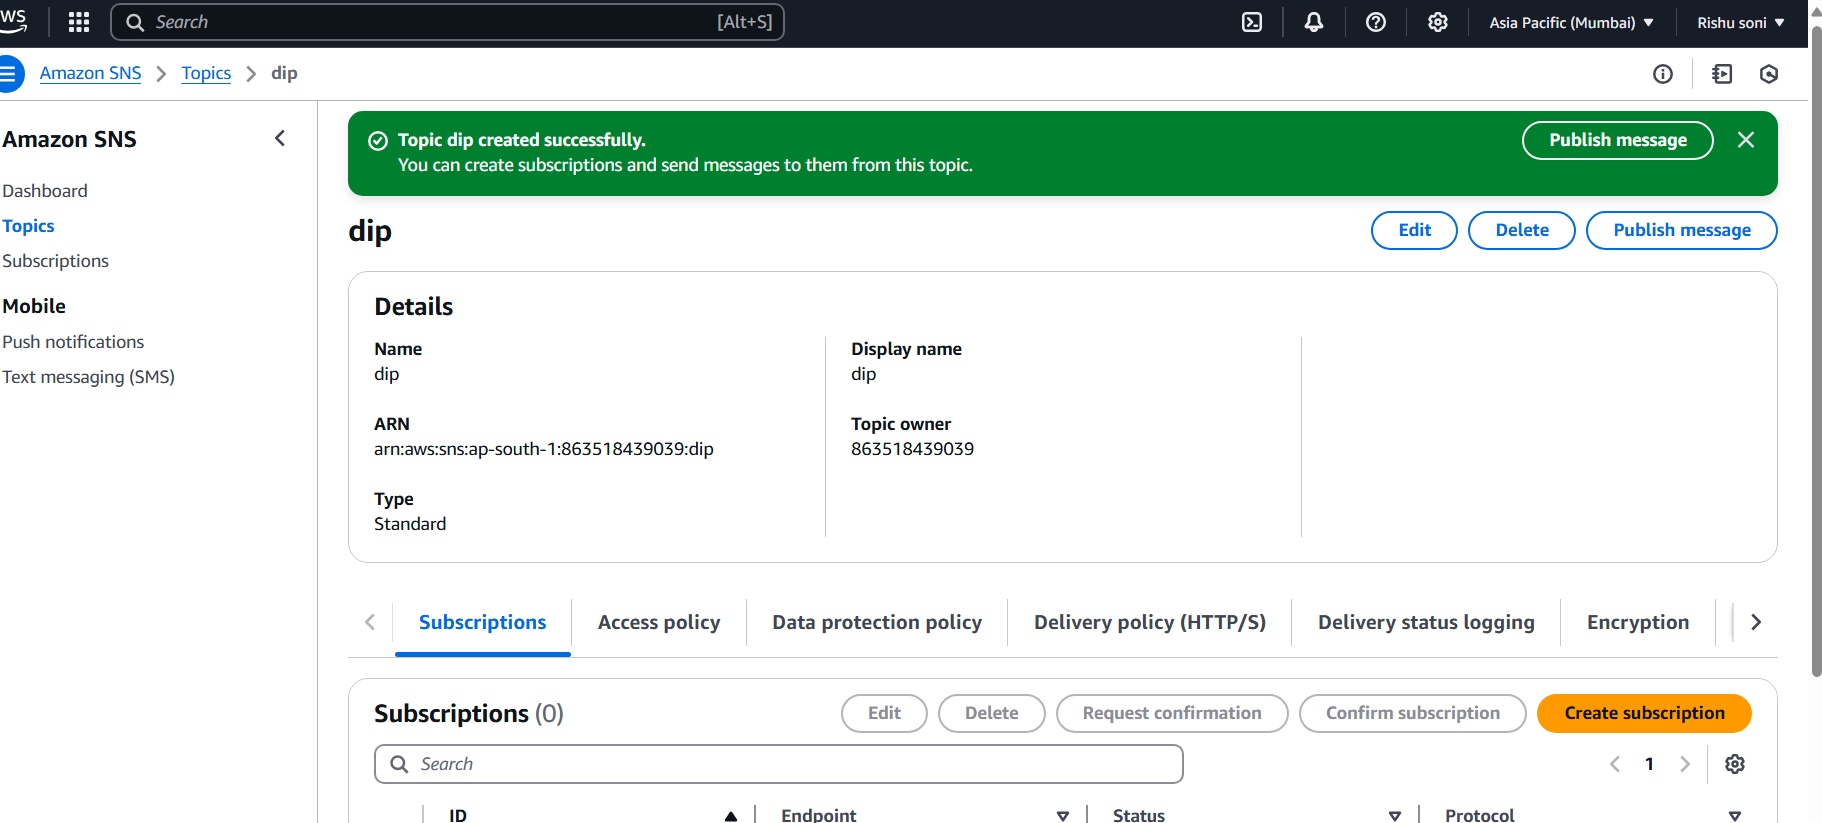 WS
Search [Alt+S]
Asia Pacific (Mumbai)
Rishu soni
Amazon SNS
Topics
dip
Amazon SNS
Dashboard
Topics
Subscriptions
Mobile
Push notifications
Text messaging (SMS)
Topic dip created successfully.
You can create subscriptions and send messages to them from this topic.
Publish message
dip
Edit
Delete
Publish message
Details
Name
dip
ARN
arn:aws:sns:ap-south-1:863518439039:dip
Type
Standard
Display name
dip
Topic owner
863518439039
Subscriptions
Access policy
Data protection policy
Delivery policy (HTTP/S)
Delivery status logging
Encryption
Subscriptions (0)
Edit
Delete
Request confirmation
Confirm subscription
Create subscription
Search
1
ID
Endpoint
Status
Protocol